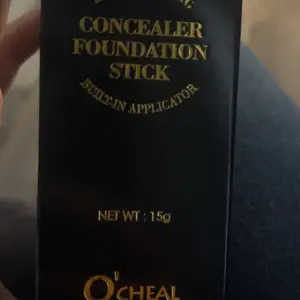 CONCEALER
FOUNDATION
STICK
BUILT-IN APPLICATOR
NET WT : 15g
O'CHEAL